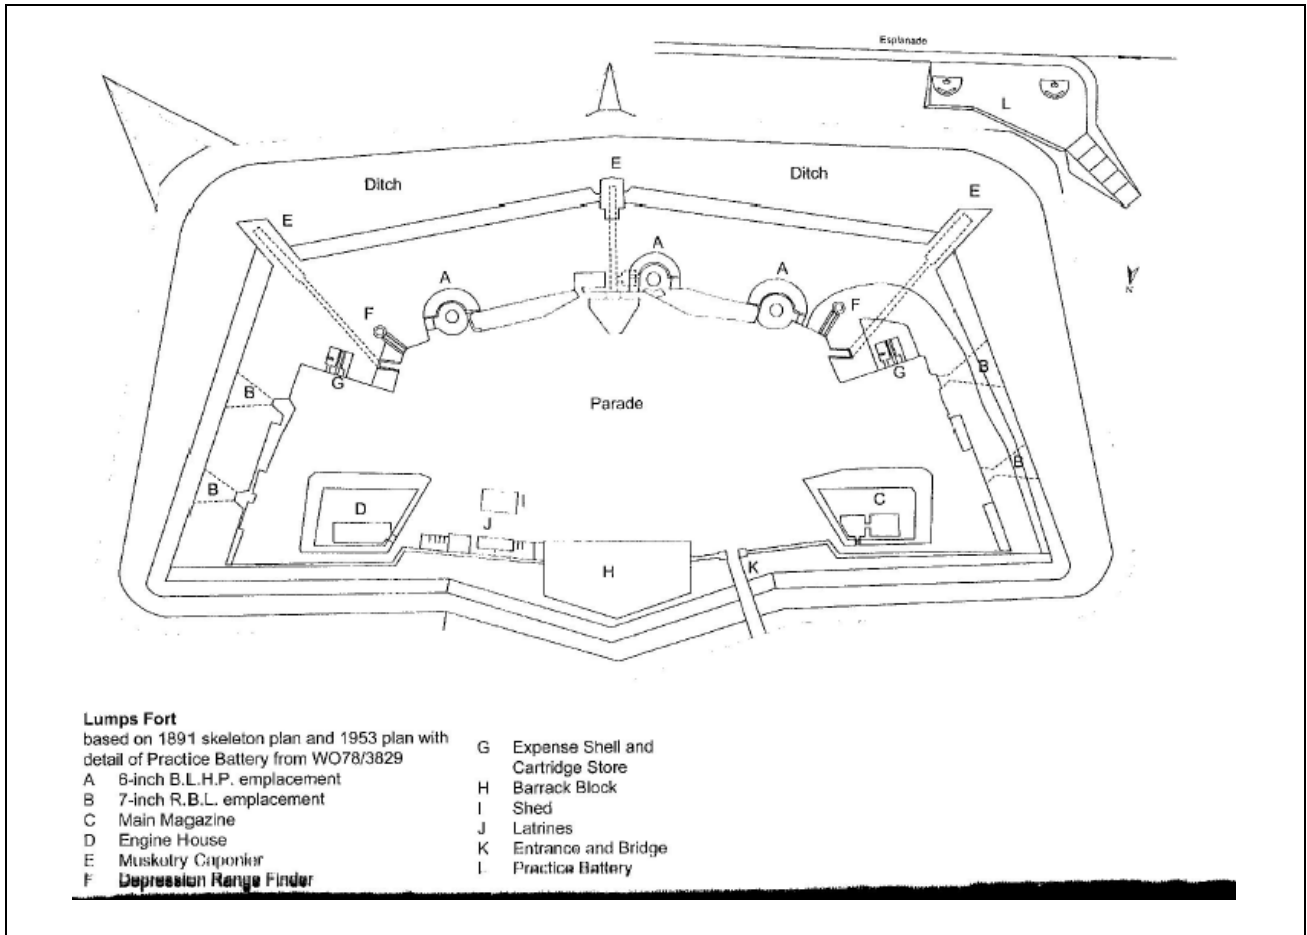 Esplanade
L
E
Ditch
Ditch
E
E
A
A
A
F
F
N
G
G
B
B
Parade
B
B
D
I
C
J
H
K
Lumps Fort
based on 1891 skeleton plan and 1953 plan with
detail of Practice Battery from WO78/3829
A 6-inch B.L.H.P. emplacement
B 7-inch R.B.L. emplacement
C Main Magazine
D Engine House
E Musketry Caponier
F Depression Range Finder
G Expense Shell and
Cartridge Store
H Barrack Block
I Shed
J Latrines
K Entrance and Bridge
L Practice Battery